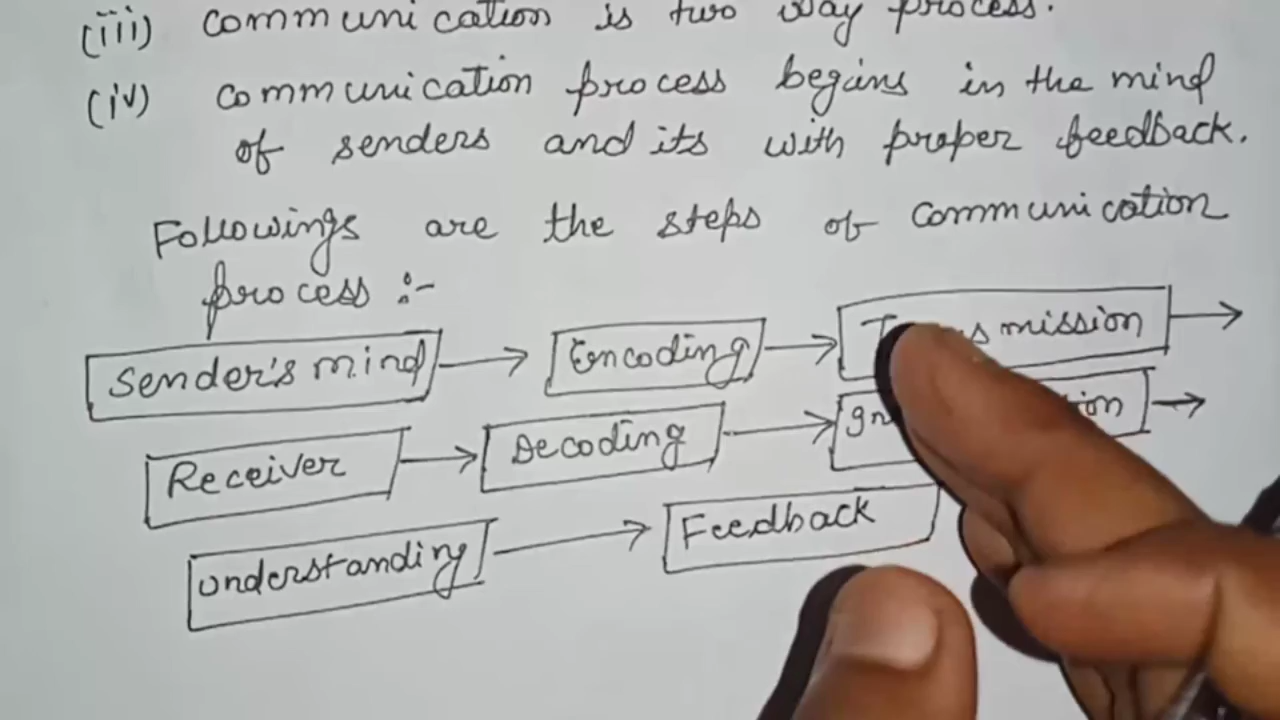 (iii) communication is two way process.
(iv) communication process begins in the mind
of senders and its with proper feedback.
Followings are the steps of communication
process :-
Sender's mind → Encoding → →
Receiver → Decoding → →
understanding → Feedback